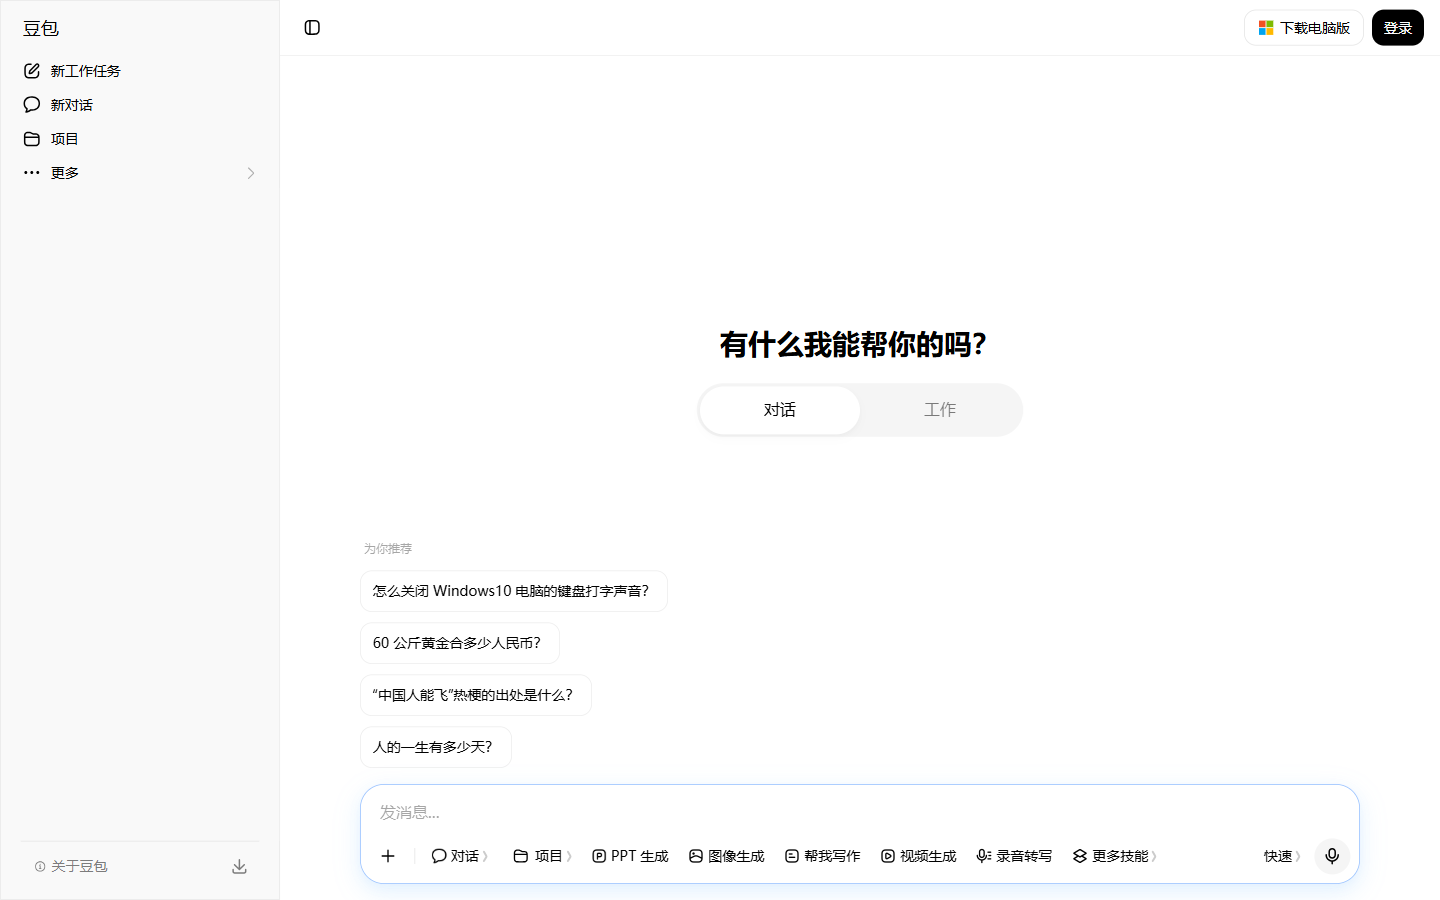 豆包
新工作任务
新对话
项目
更多
关于豆包
下载电脑版
登录
有什么我能帮你的吗？
对话
工作
为你推荐
怎么关闭 Windows10 电脑的键盘打字声音？
60 公斤黄金合多少人民币？
“中国人能飞”热梗的出处是什么？
人的一生有多少天？
发消息...
对话
项目
PPT 生成
图像生成
帮我写作
视频生成
录音转写
更多技能
快速